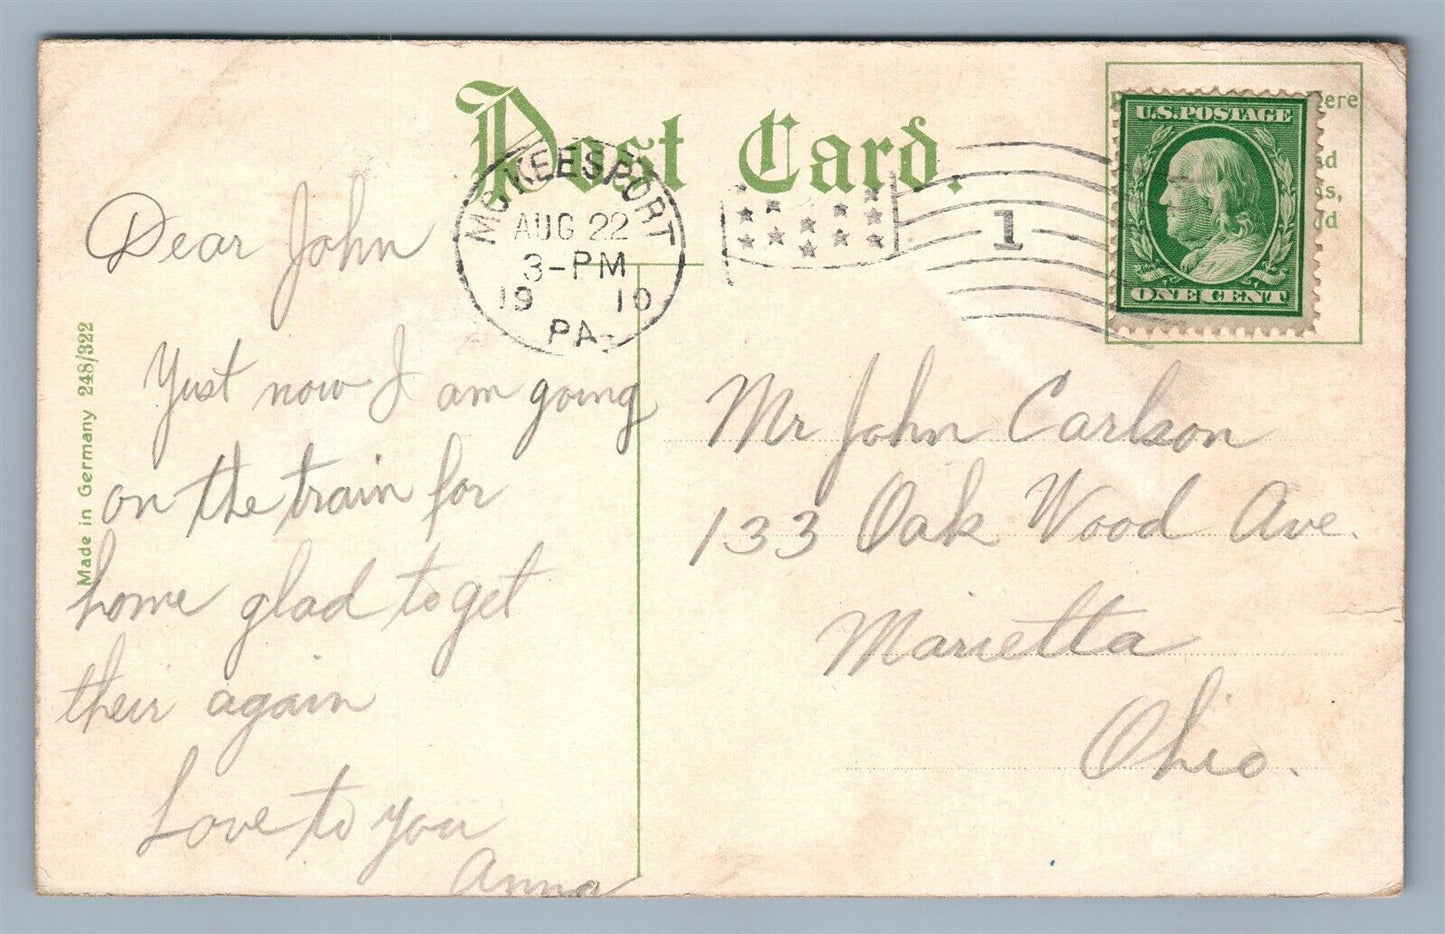 Post Card.
McKEESPORT
AUG 22
3-PM
19 10
PA.
1
U.S. POSTAGE
ONE CENT
Made in Germany 248/322
Dear John
Yust now I am going
on the train for
home glad to get
their again
Love to you
Anna
Mr John Carlson
133 Oak Wood Ave.
Marietta
Ohio.